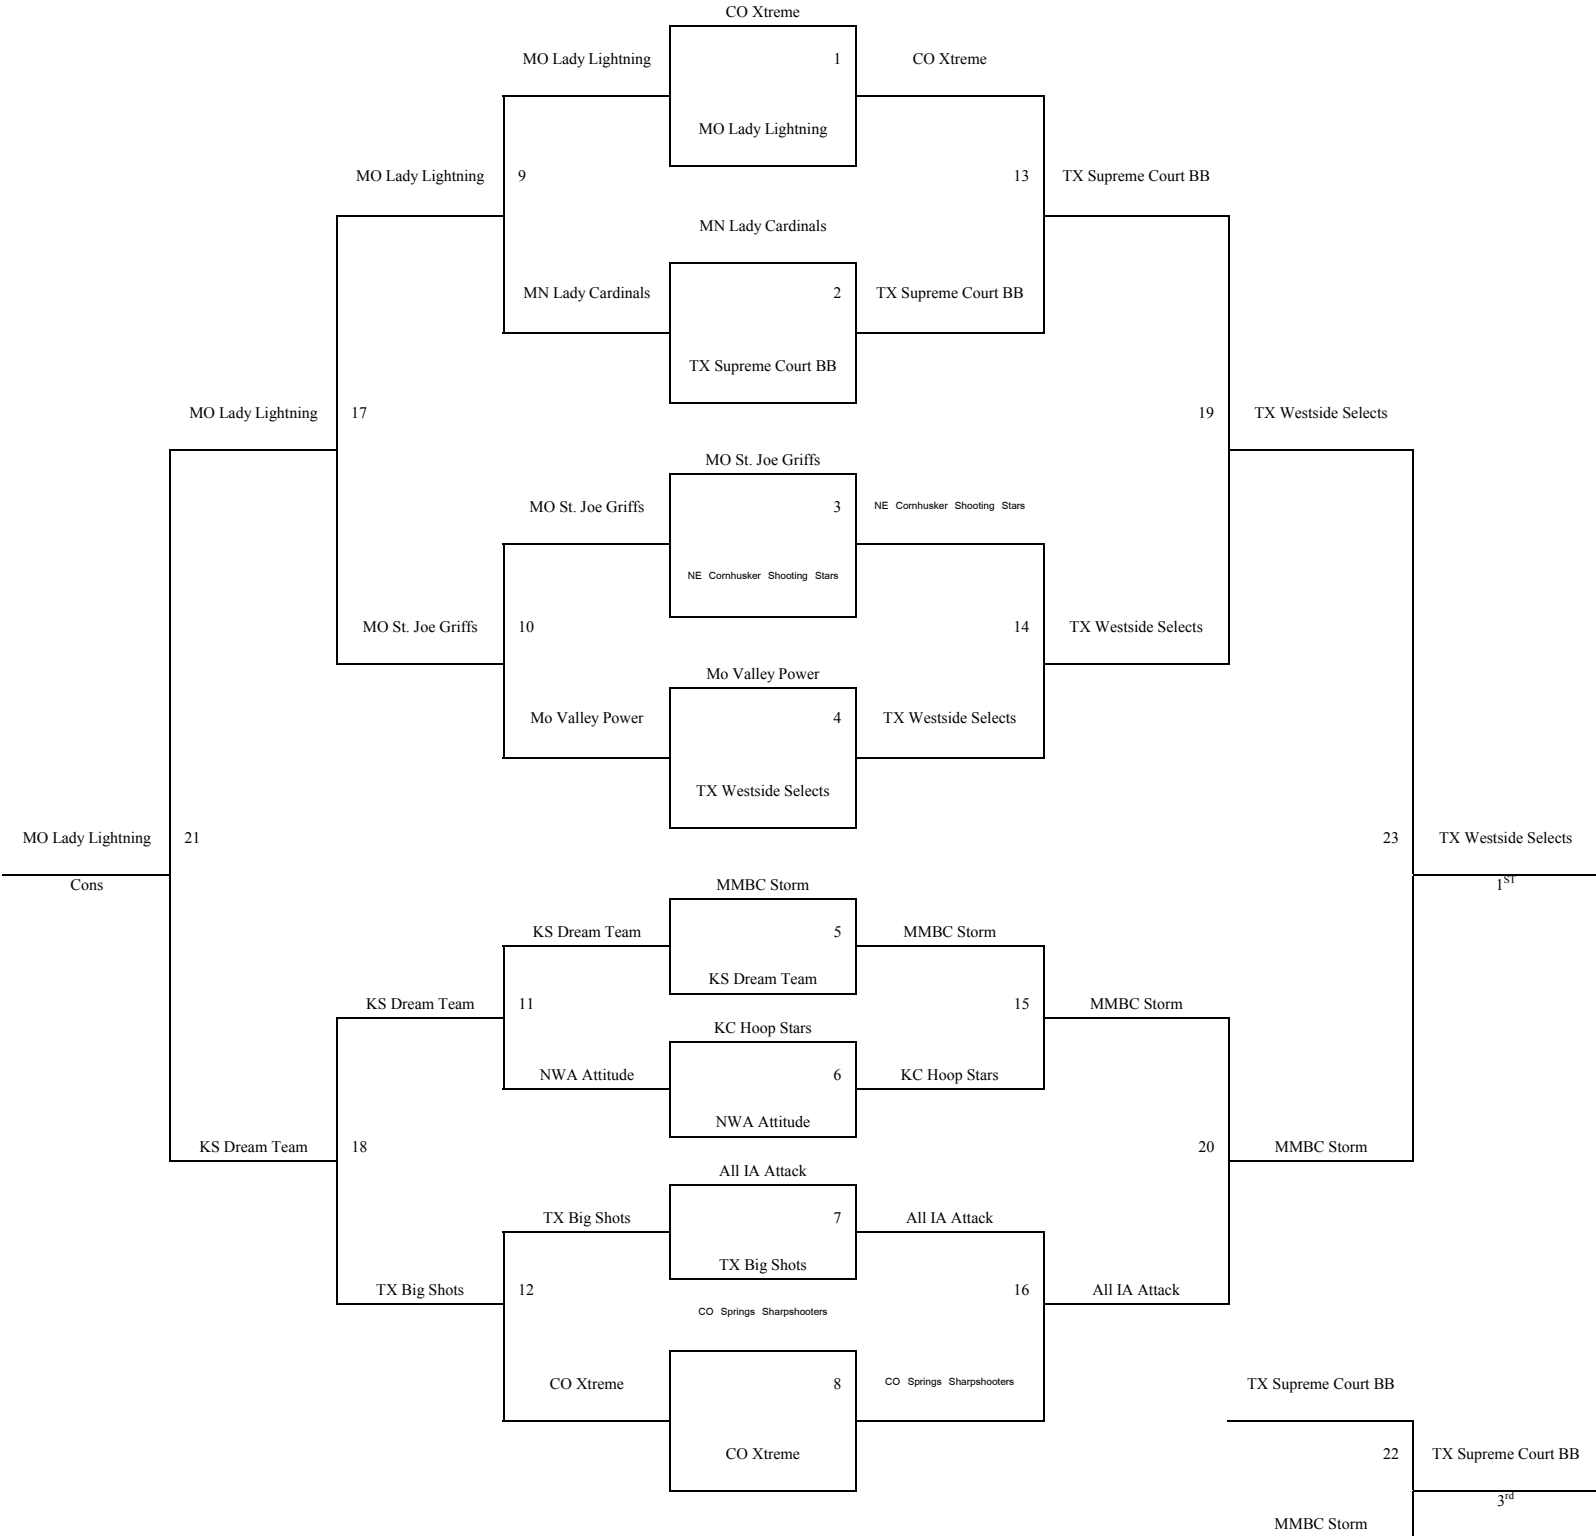 CO Xtreme
MO Lady Lightning 1 CO Xtreme
MO Lady Lightning
MO Lady Lightning 9 13 TX Supreme Court BB
MN Lady Cardinals
MN Lady Cardinals 2 TX Supreme Court BB
TX Supreme Court BB
MO Lady Lightning 17 19 TX Westside Selects
MO St. Joe Griffs
MO St. Joe Griffs 3 NE Cornhusker Shooting Stars
NE Cornhusker Shooting Stars
MO St. Joe Griffs 10 14 TX Westside Selects
Mo Valley Power
Mo Valley Power 4 TX Westside Selects
TX Westside Selects
MO Lady Lightning 21 23 TX Westside Selects
Cons 1ST
MMBC Storm
KS Dream Team 5 MMBC Storm
KS Dream Team
KS Dream Team 11 15 MMBC Storm
KC Hoop Stars
NWA Attitude 6 KC Hoop Stars
NWA Attitude
KS Dream Team 18 20 MMBC Storm
All IA Attack
TX Big Shots 7 All IA Attack
TX Big Shots
TX Big Shots 12 16 All IA Attack
CO Springs Sharpshooters
CO Xtreme 8 CO Springs Sharpshooters TX Supreme Court BB
CO Xtreme 22 TX Supreme Court BB
3rd
MMBC Storm